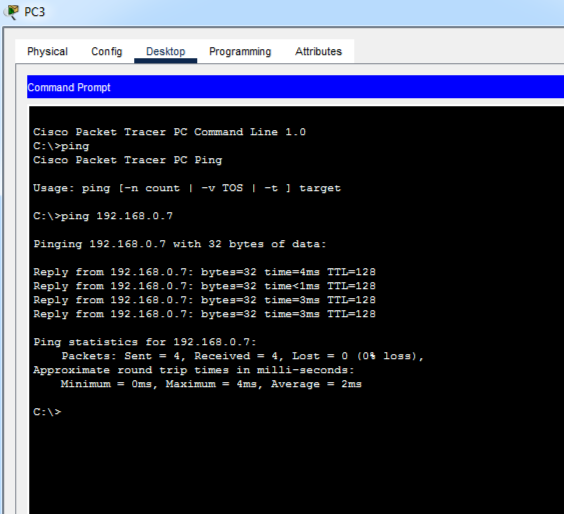 PC3
Physical Config Desktop Programming Attributes
Command Prompt
Cisco Packet Tracer PC Command Line 1.0
C:\>ping
Cisco Packet Tracer PC Ping
Usage: ping [-n count | -v TOS | -t ] target
C:\>ping 192.168.0.7
Pinging 192.168.0.7 with 32 bytes of data:
Reply from 192.168.0.7: bytes=32 time=4ms TTL=128
Reply from 192.168.0.7: bytes=32 time<1ms TTL=128
Reply from 192.168.0.7: bytes=32 time=3ms TTL=128
Reply from 192.168.0.7: bytes=32 time=3ms TTL=128
Ping statistics for 192.168.0.7:
Packets: Sent = 4, Received = 4, Lost = 0 (0% loss),
Approximate round trip times in milli-seconds:
Minimum = 0ms, Maximum = 4ms, Average = 2ms
C:\>